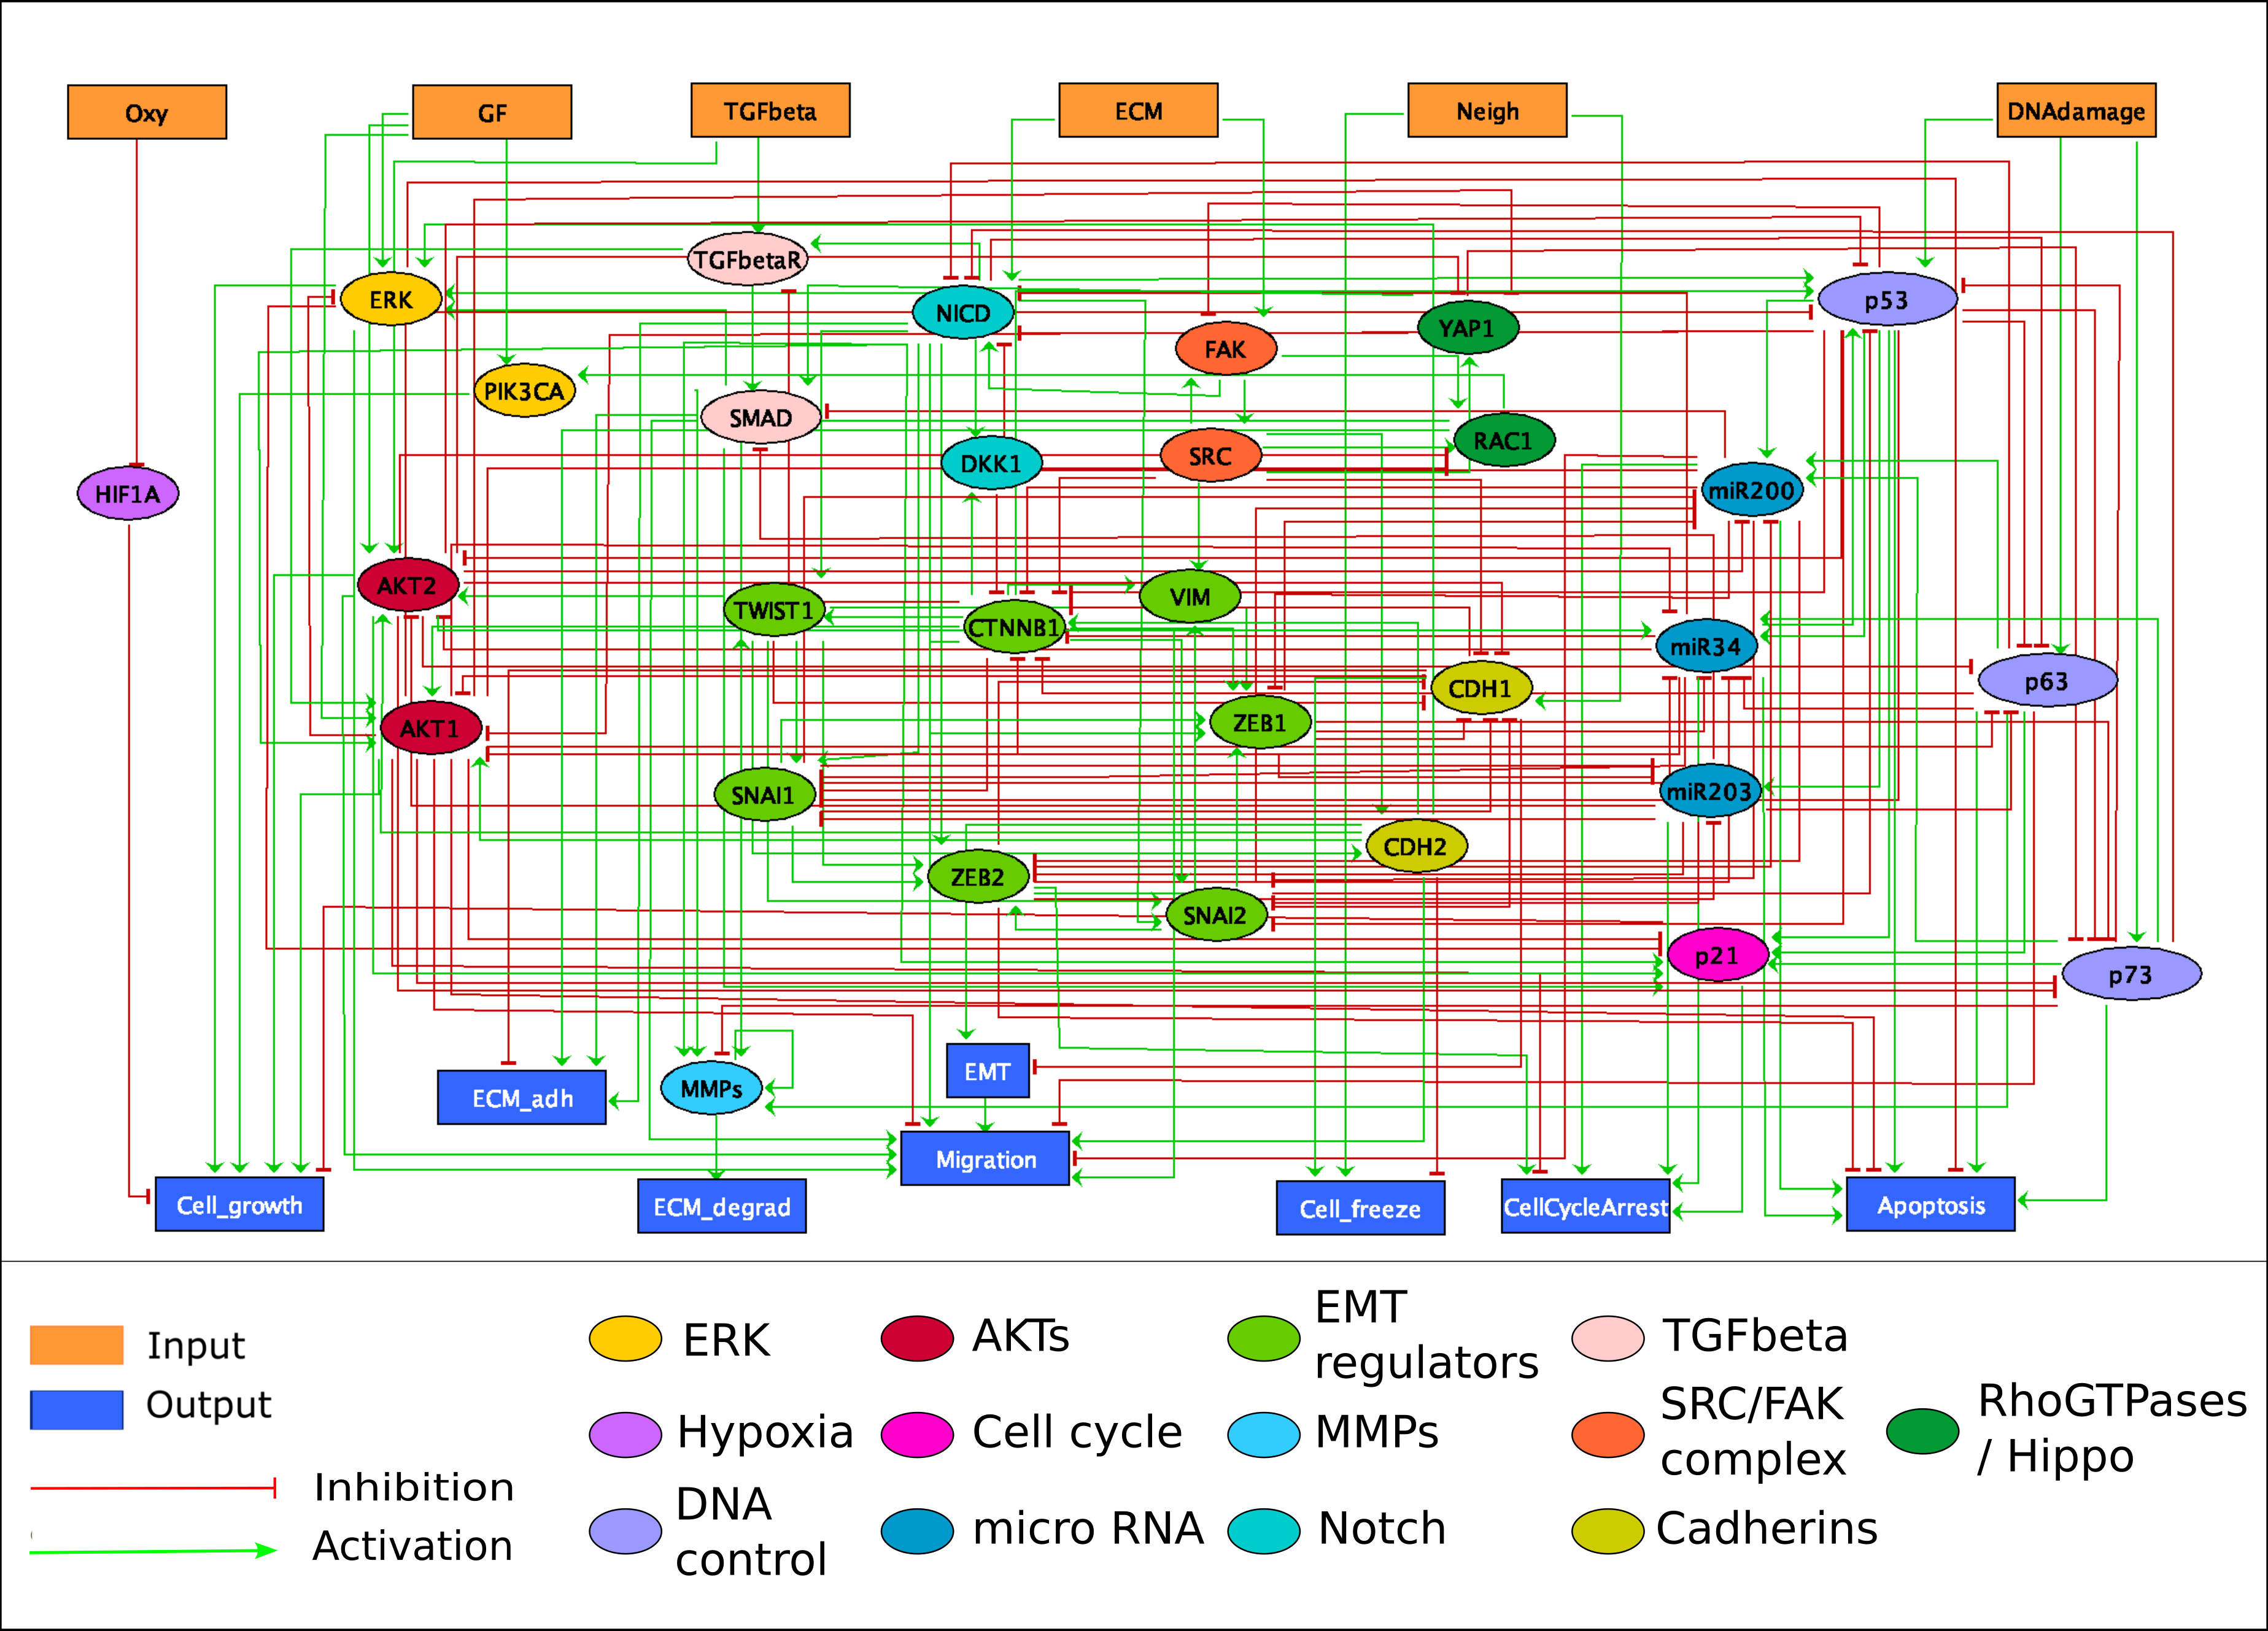 Oxy
GF
TGFbeta
ECM
Neigh
DNAdamage
TGFbetaR
ERK
NICD
p53
YAP1
FAK
PIK3CA
SMAD
RAC1
DKK1
SRC
HIF1A
miR200
AKT2
TWIST1
VIM
CTNNB1
miR34
CDH1
p63
AKT1
ZEB1
SNAI1
miR203
CDH2
ZEB2
SNAI2
p21
p73
EMT
MMPs
ECM_adh
Migration
Cell_growth
ECM_degrad
Cell_freeze
CellCycleArrest
Apoptosis
Input
Output
Inhibition
Activation
ERK
AKTs
EMT
regulators
TGFbeta
Hypoxia
Cell cycle
MMPs
SRC/FAK
complex
RhoGTPases
/ Hippo
DNA
control
micro RNA
Notch
Cadherins